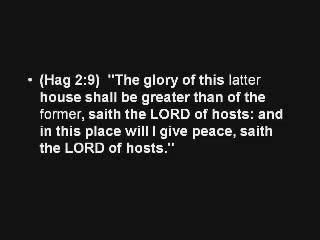 • (Hag 2:9)  "The glory of this latter
house shall be greater than of the
former, saith the LORD of hosts: and
in this place will I give peace, saith
the LORD of hosts."